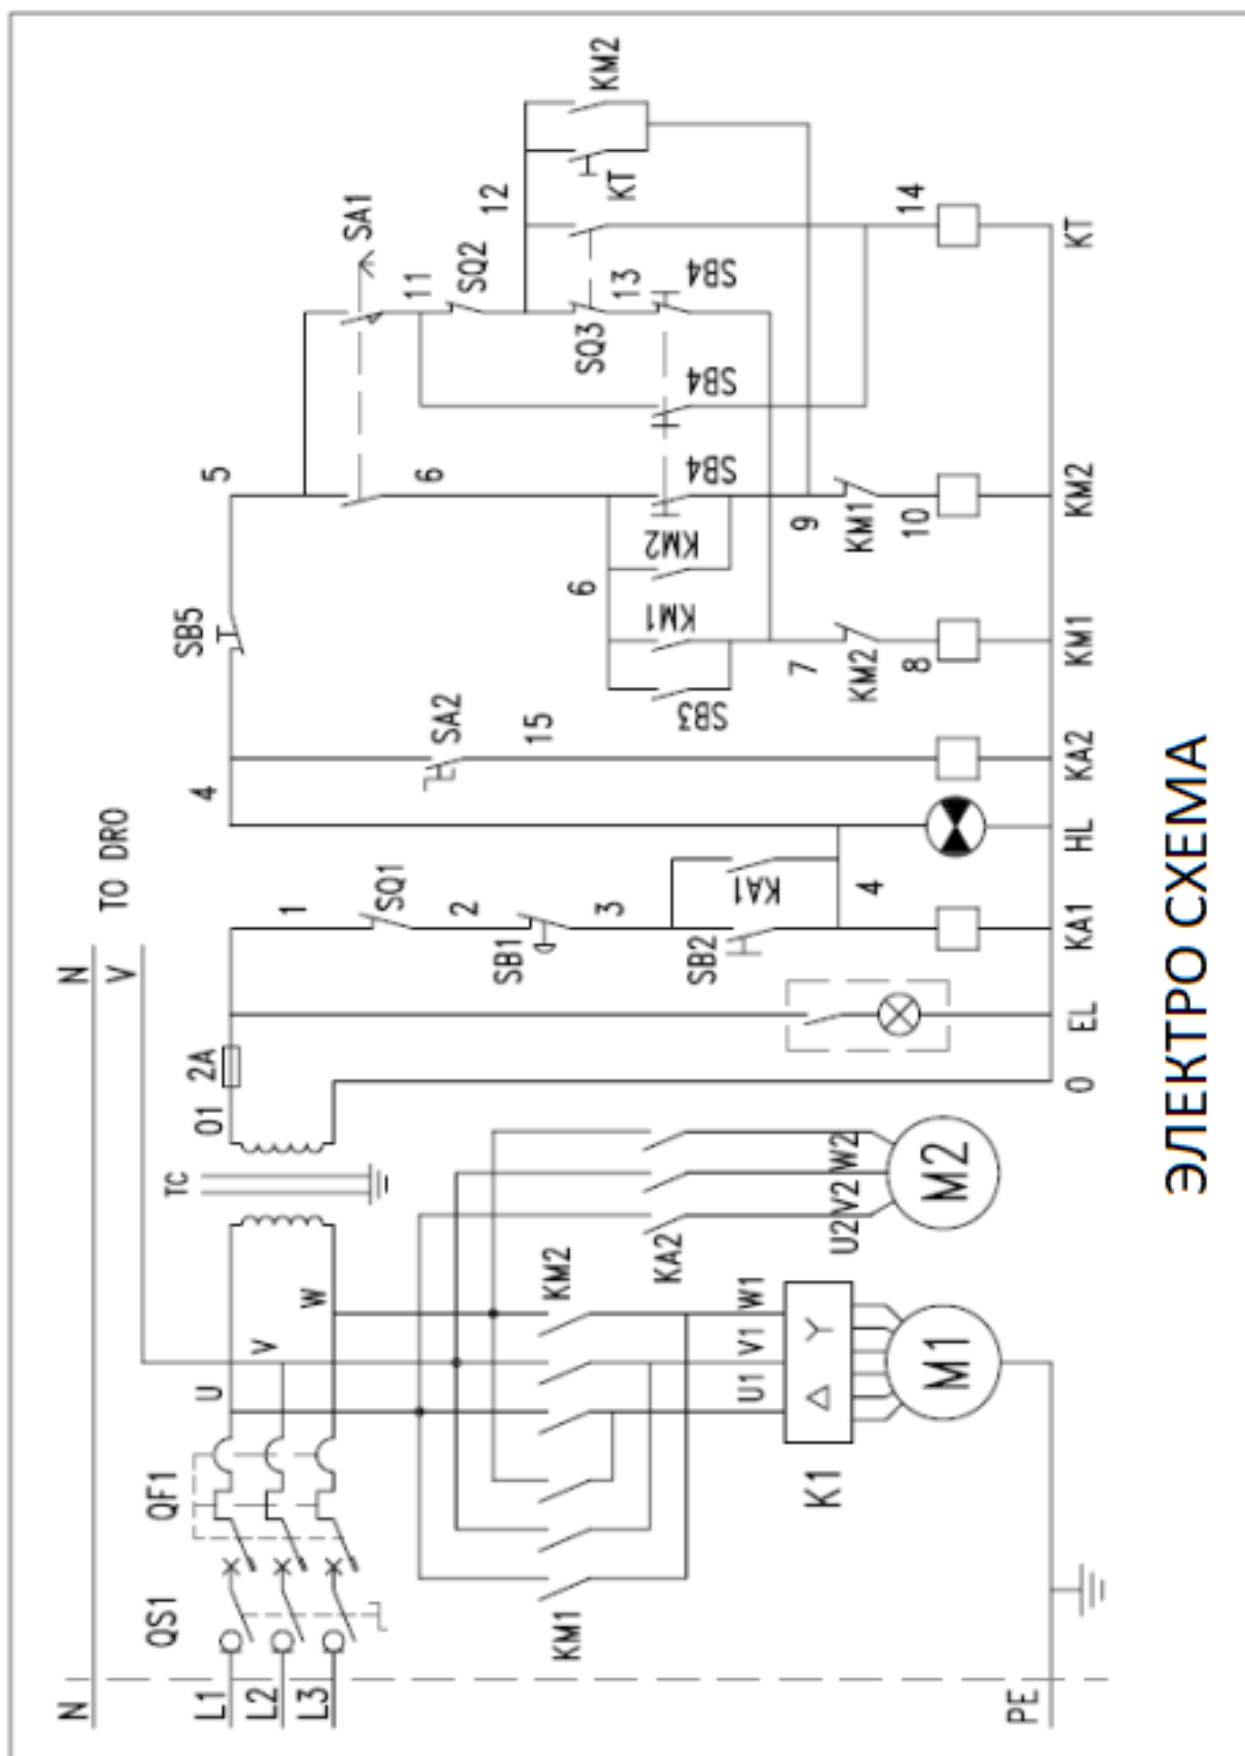 KM2
SA1
12
KT
14
11
SQ2
SB4
13
KT
SQ3
SB4
5
6
SB4
9
KM1
10
KM2
KM2
6
SB5
KM1
7
KM2
8
KM1
SB3
SA2
15
KA2
4
TO DRO
HL
1
SQ1
2
3
KA1
4
SB1
SB2
KA1
N
V
EL
2A
01
0
TC
W2
V2
U2
M2
KM2
KA2
W
W1
V
V1
U
U1
M1
QF1
K1
QS1
KM1
N
L1
L2
L3
PE
ЭЛЕКТРО СХЕМА